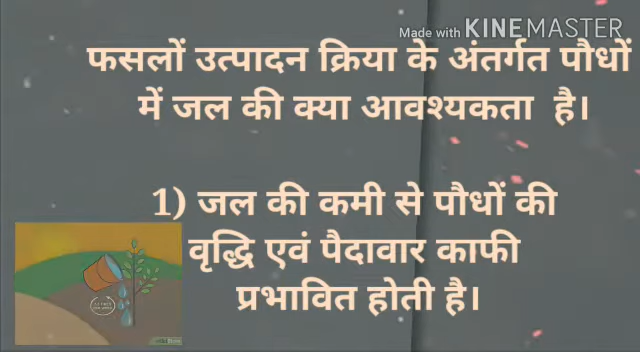 Made with KINEMASTER
फसलों उत्पादन क्रिया के अंतर्गत पौधों
में जल की क्या आवश्यकता है।
1) जल की कमी से पौधों की
वृद्धि एवं पैदावार काफी
प्रभावित होती है।